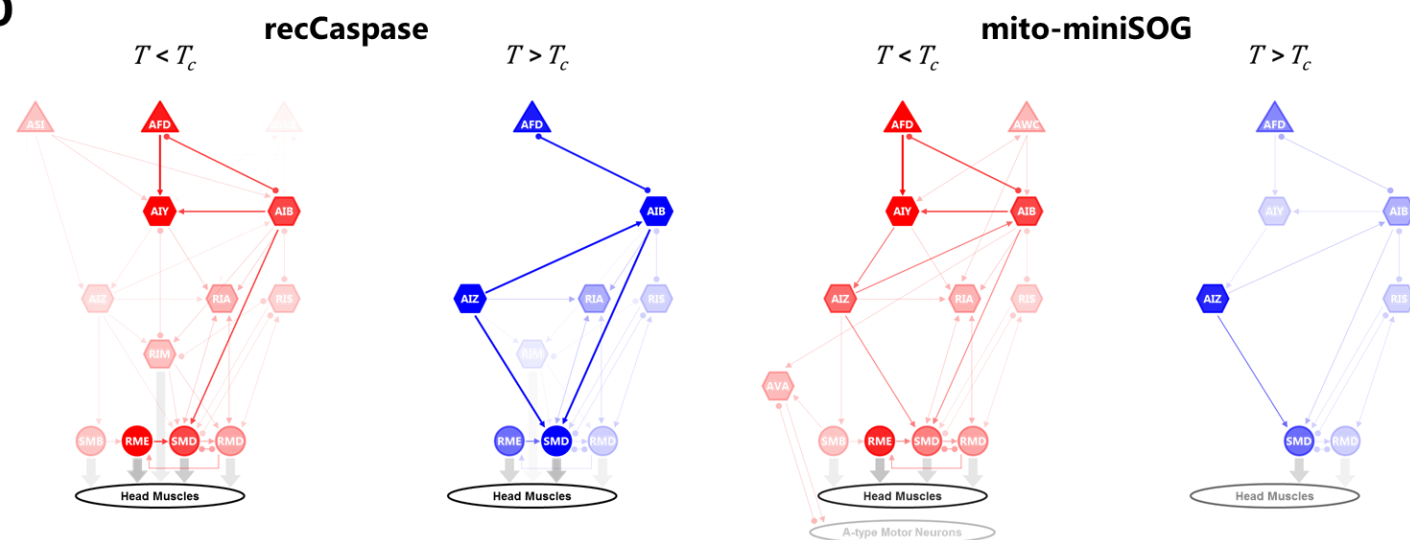 recCaspase
mito-miniSOG
T < Tc
T > Tc
T < Tc
T > Tc
ASI
AFD
AFD
AFD
AWC
AFD
AIY
AIB
AIB
AIY
AIB
AIY
AIB
AIZ
RIA
RIS
AIZ
RIA
RIS
AIZ
RIA
RIS
AIZ
RIS
RIM
RIM
AVA
SMB
RME
SMD
RMD
RME
SMD
RMD
SMB
RME
SMD
RMD
SMD
RMD
Head Muscles
Head Muscles
Head Muscles
Head Muscles
A-type Motor Neurons